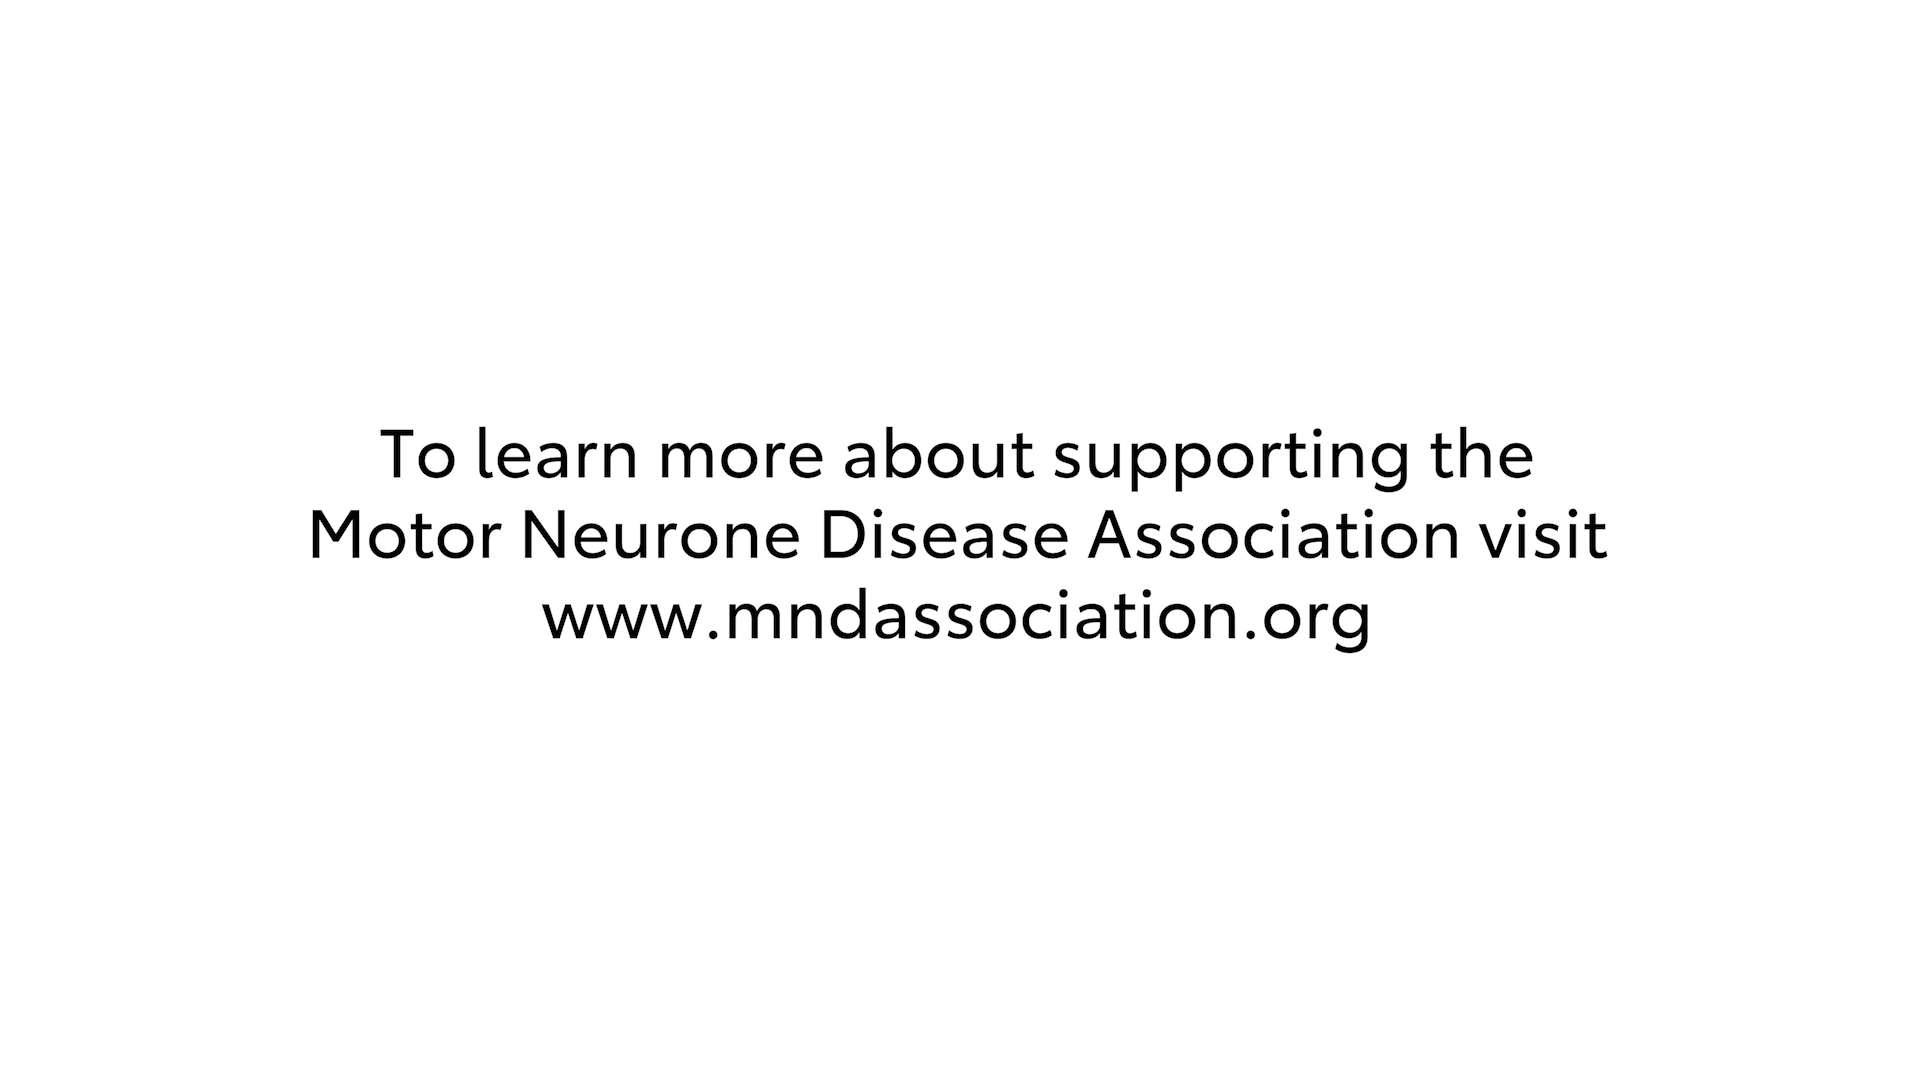 To learn more about supporting the
Motor Neurone Disease Association visit
www.mndassociation.org